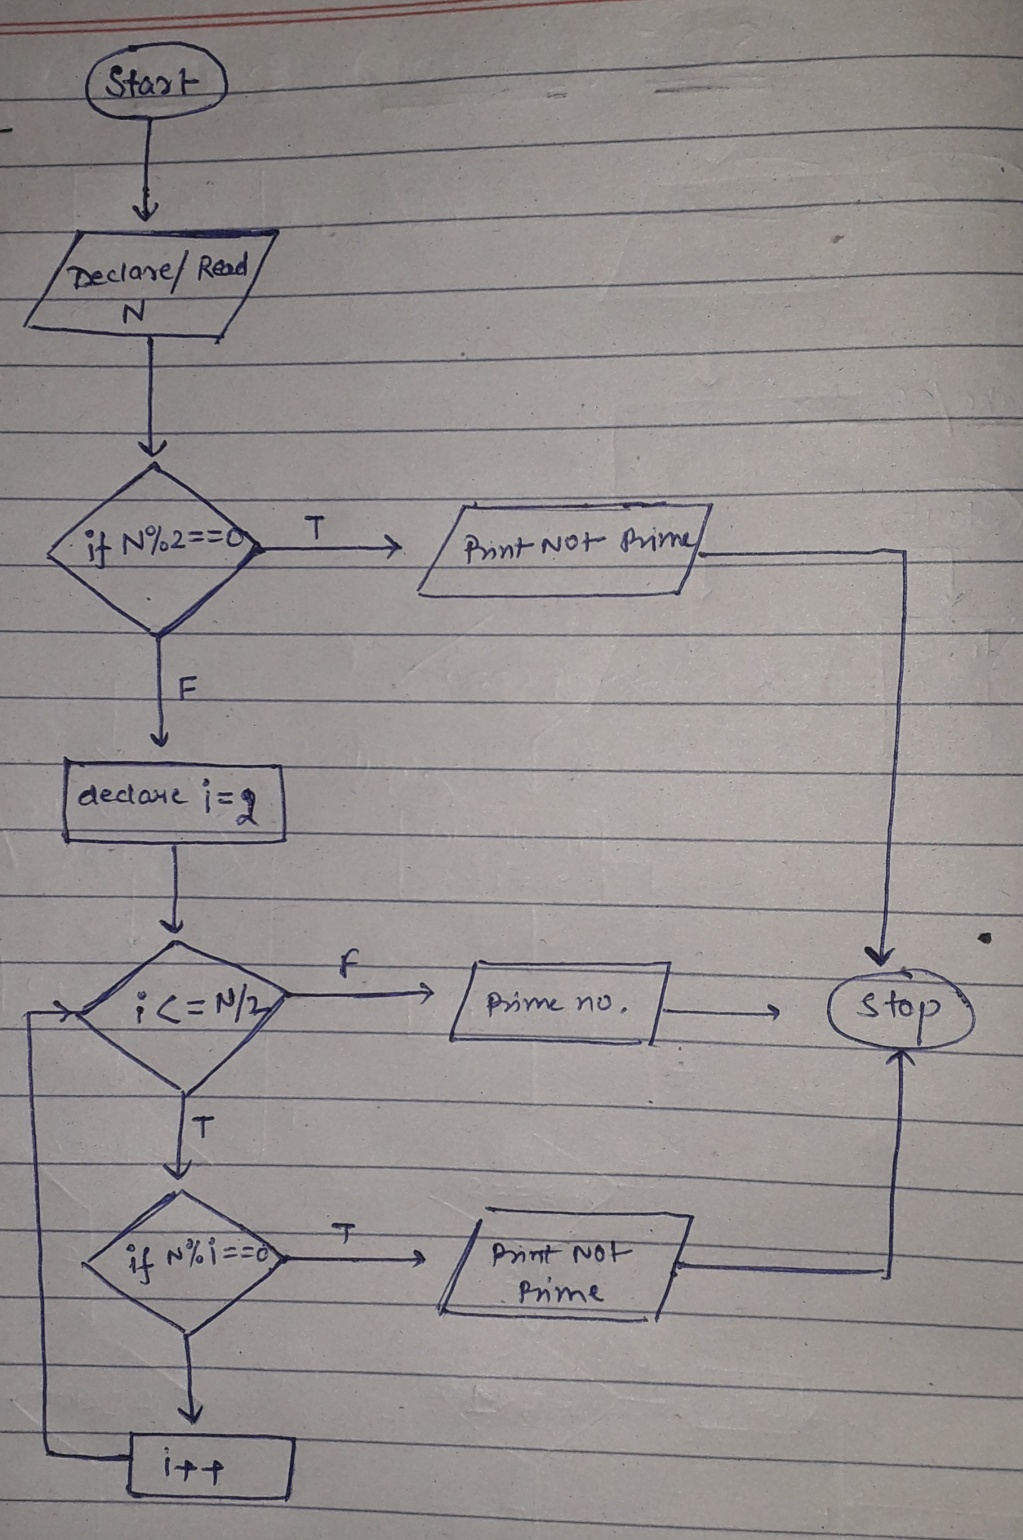 Start
Declare/ Read
N
if N%2==0
T
Print Not Prime
F
declare i=2
i<=N/2
F
Prime no.
Stop
T
if N%i==0
T
Print Not
Prime
i++